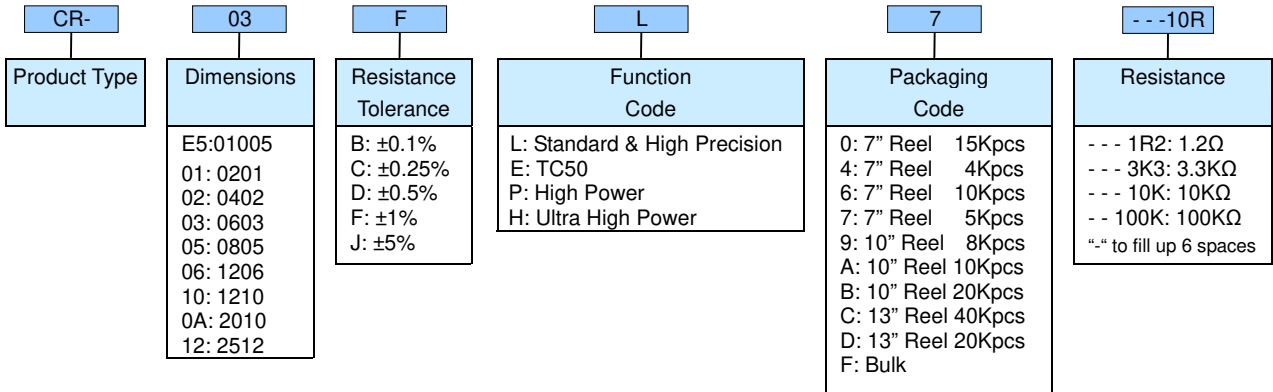 CR- 03 F L 7 - - -10R
Product Type
Dimensions
E5:01005
01: 0201
02: 0402
03: 0603
05: 0805
06: 1206
10: 1210
0A: 2010
12: 2512
Resistance
Tolerance
B: ±0.1%
C: ±0.25%
D: ±0.5%
F: ±1%
J: ±5%
Function
Code
L: Standard & High Precision
E: TC50
P: High Power
H: Ultra High Power
Packaging
Code
0: 7” Reel 15Kpcs
4: 7” Reel 4Kpcs
6: 7” Reel 10Kpcs
7: 7” Reel 5Kpcs
9: 10” Reel 8Kpcs
A: 10” Reel 10Kpcs
B: 10” Reel 20Kpcs
C: 13” Reel 40Kpcs
D: 13” Reel 20Kpcs
F: Bulk
Resistance
- - - 1R2: 1.2Ω
- - - 3K3: 3.3KΩ
- - - 10K: 10KΩ
- - 100K: 100KΩ
“-“ to fill up 6 spaces